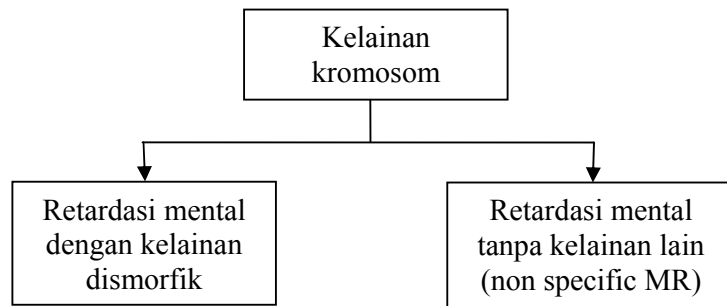 Kelainan
kromosom
Retardasi mental
dengan kelainan
dismorfik
Retardasi mental
tanpa kelainan lain
(non specific MR)